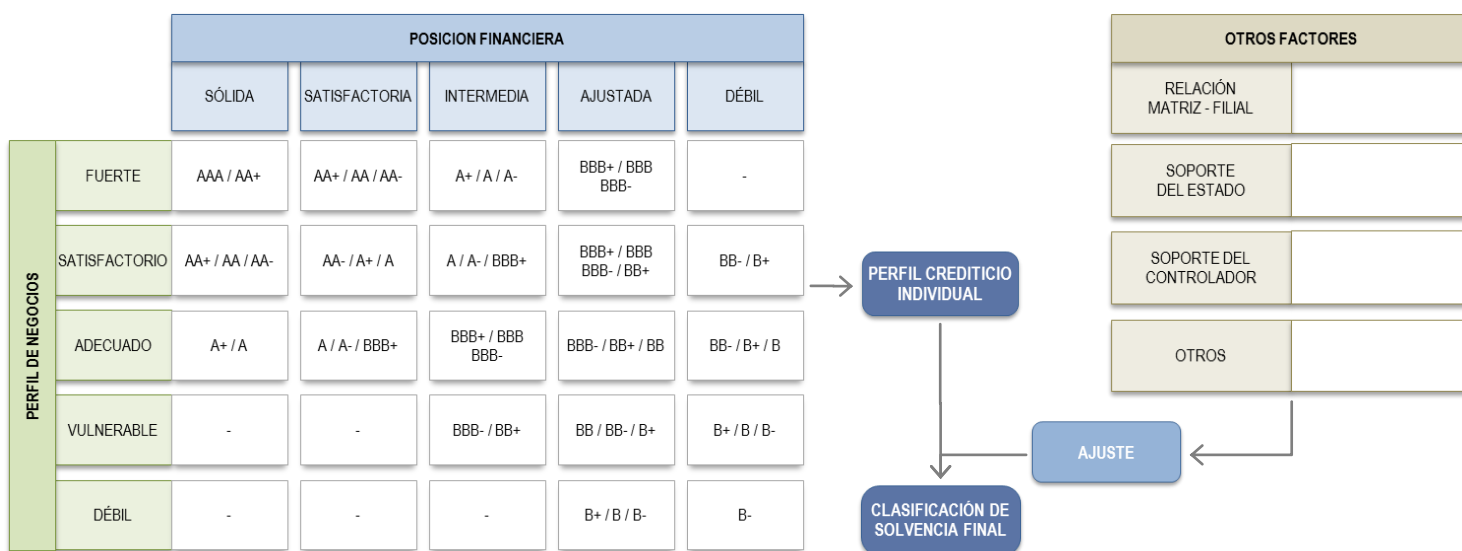 POSICION FINANCIERA
SÓLIDA
SATISFACTORIA
INTERMEDIA
AJUSTADA
DÉBIL
PERFIL DE NEGOCIOS
FUERTE
AAA / AA+
AA+ / AA / AA-
A+ / A / A-
BBB+ / BBB
BBB-
-
SATISFACTORIO
AA+ / AA / AA-
AA- / A+ / A
A / A- / BBB+
BBB+ / BBB
BBB- / BB+
BB- / B+
ADECUADO
A+ / A
A / A- / BBB+
BBB+ / BBB
BBB-
BBB- / BB+ / BB
BB- / B+ / B
VULNERABLE
-
-
BBB- / BB+
BB / BB- / B+
B+ / B / B-
DÉBIL
-
-
-
B+ / B / B-
B-
PERFIL CREDITICIO
INDIVIDUAL
OTROS FACTORES
RELACIÓN
MATRIZ - FILIAL
SOPORTE
DEL ESTADO
SOPORTE DEL
CONTROLADOR
OTROS
AJUSTE
CLASIFICACIÓN DE
SOLVENCIA FINAL